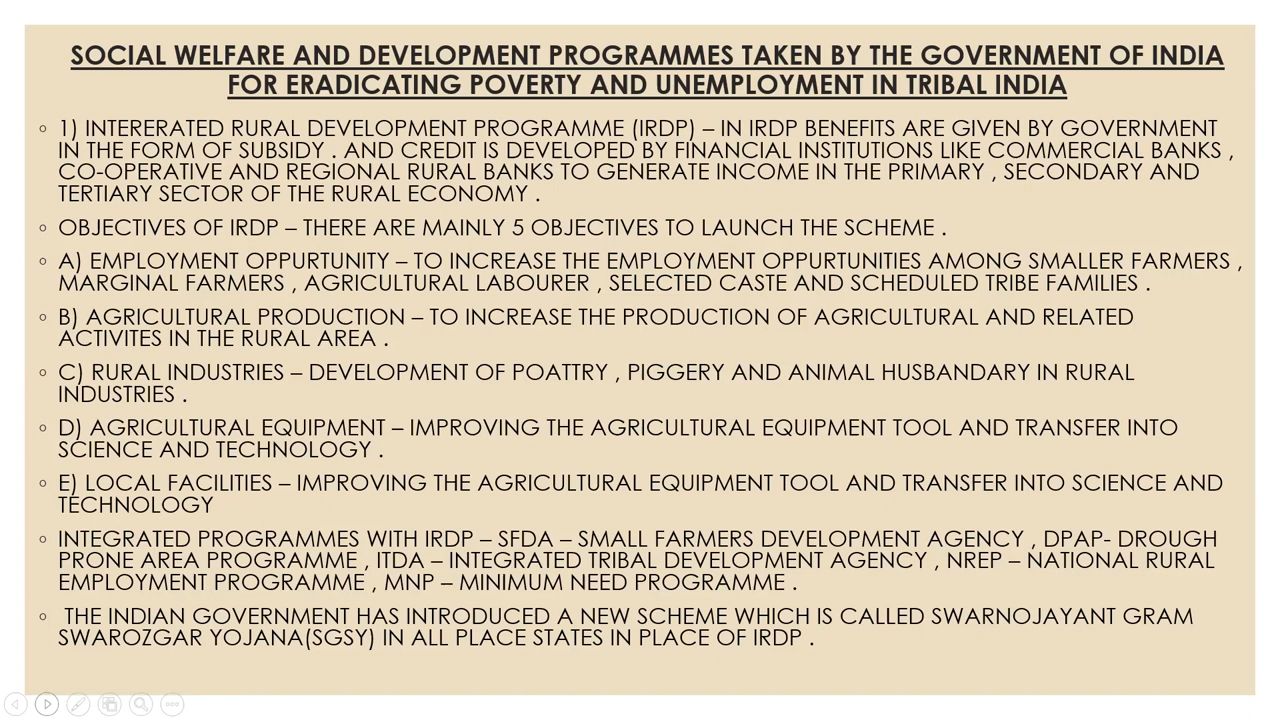 SOCIAL WELFARE AND DEVELOPMENT PROGRAMMES TAKEN BY THE GOVERNMENT OF INDIA
FOR ERADICATING POVERTY AND UNEMPLOYMENT IN TRIBAL INDIA
◦ 1) INTERERATED RURAL DEVELOPMENT PROGRAMME (IRDP) – IN IRDP BENEFITS ARE GIVEN BY GOVERNMENT
IN THE FORM OF SUBSIDY . AND CREDIT IS DEVELOPED BY FINANCIAL INSTITUTIONS LIKE COMMERCIAL BANKS ,
CO-OPERATIVE AND REGIONAL RURAL BANKS TO GENERATE INCOME IN THE PRIMARY , SECONDARY AND
TERTIARY SECTOR OF THE RURAL ECONOMY .
◦ OBJECTIVES OF IRDP – THERE ARE MAINLY 5 OBJECTIVES TO LAUNCH THE SCHEME .
◦ A) EMPLOYMENT OPPURTUNITY – TO INCREASE THE EMPLOYMENT OPPURTUNITIES AMONG SMALLER FARMERS ,
MARGINAL FARMERS , AGRICULTURAL LABOURER , SELECTED CASTE AND SCHEDULED TRIBE FAMILIES .
◦ B) AGRICULTURAL PRODUCTION – TO INCREASE THE PRODUCTION OF AGRICULTURAL AND RELATED
ACTIVITES IN THE RURAL AREA .
◦ C) RURAL INDUSTRIES – DEVELOPMENT OF POATTRY , PIGGERY AND ANIMAL HUSBANDARY IN RURAL
INDUSTRIES .
◦ D) AGRICULTURAL EQUIPMENT – IMPROVING THE AGRICULTURAL EQUIPMENT TOOL AND TRANSFER INTO
SCIENCE AND TECHNOLOGY .
◦ E) LOCAL FACILITIES – IMPROVING THE AGRICULTURAL EQUIPMENT TOOL AND TRANSFER INTO SCIENCE AND
TECHNOLOGY
◦ INTEGRATED PROGRAMMES WITH IRDP – SFDA – SMALL FARMERS DEVELOPMENT AGENCY , DPAP- DROUGH
PRONE AREA PROGRAMME , ITDA – INTEGRATED TRIBAL DEVELOPMENT AGENCY , NREP – NATIONAL RURAL
EMPLOYMENT PROGRAMME , MNP – MINIMUM NEED PROGRAMME .
◦ THE INDIAN GOVERNMENT HAS INTRODUCED A NEW SCHEME WHICH IS CALLED SWARNOJAYANT GRAM
SWAROZGAR YOJANA(SGSY) IN ALL PLACE STATES IN PLACE OF IRDP .